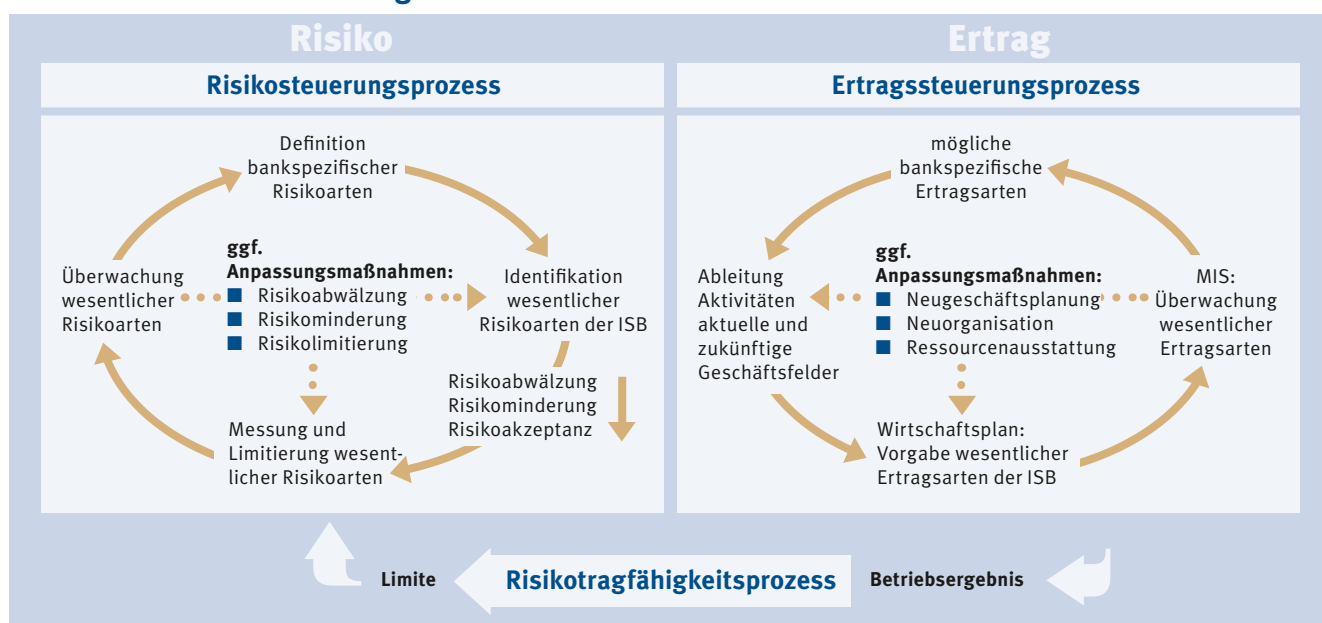 Risiko
Ertrag
Risikosteuerungsprozess
Ertragssteuerungsprozess
Definition
bankspezifischer
Risikoarten
ggf.
Anpassungsmaßnahmen:
Risikoabwälzung
Risikominderung
Risikolimitierung
Überwachung
wesentlicher
Risikoarten
Identifikation
wesentlicher
Risikoarten der ISB
Risikoabwälzung
Risikominderung
Risikoakzeptanz
Messung und
Limitierung wesent-
licher Risikoarten
mögliche
bankspezifische
Ertragsarten
ggf.
Anpassungsmaßnahmen:
Neugeschäftsplanung
Neuorganisation
Ressourcenausstattung
Ableitung
Aktivitäten
aktuelle und
zukünftige
Geschäftsfelder
MIS:
Überwachung
wesentlicher
Ertragsarten
Wirtschaftsplan:
Vorgabe wesentlicher
Ertragsarten der ISB
Limite
Risikotragfähigkeitsprozess
Betriebsergebnis